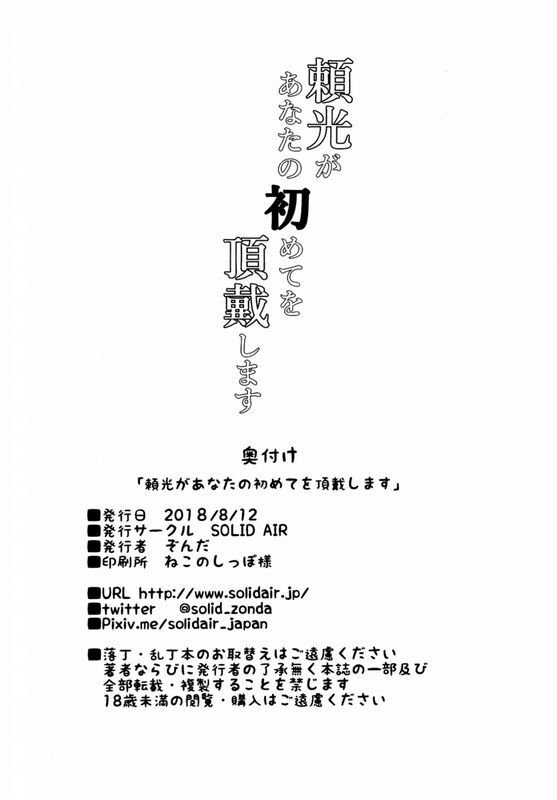 頼光が
あなたの
初めてを
頂戴します
奥付け
「頼光があなたの初めてを頂戴します」
■発行日　2018/8/12
■発行サークル　SOLID AIR
■発行者　ぞんだ
■印刷所　ねこのしっぽ様
■URL http://www.solidair.jp/
■twitter　@solid_zonda
■Pixiv.me/solidair_japan
■落丁・乱丁本のお取替えはご遠慮ください
著者ならびに発行者の了承無く本誌の一部及び
全部転載・複製することを禁じます
18歳未満の閲覧・購入はご遠慮ください